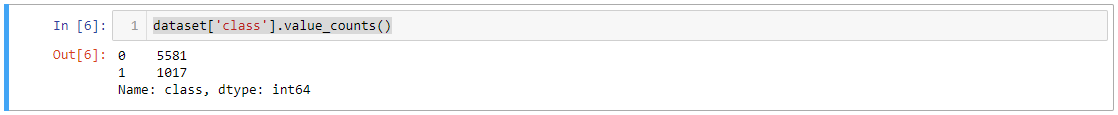 In [6]: 1 dataset['class'].value_counts()
Out[6]: 0    5581
1    1017
Name: class, dtype: int64